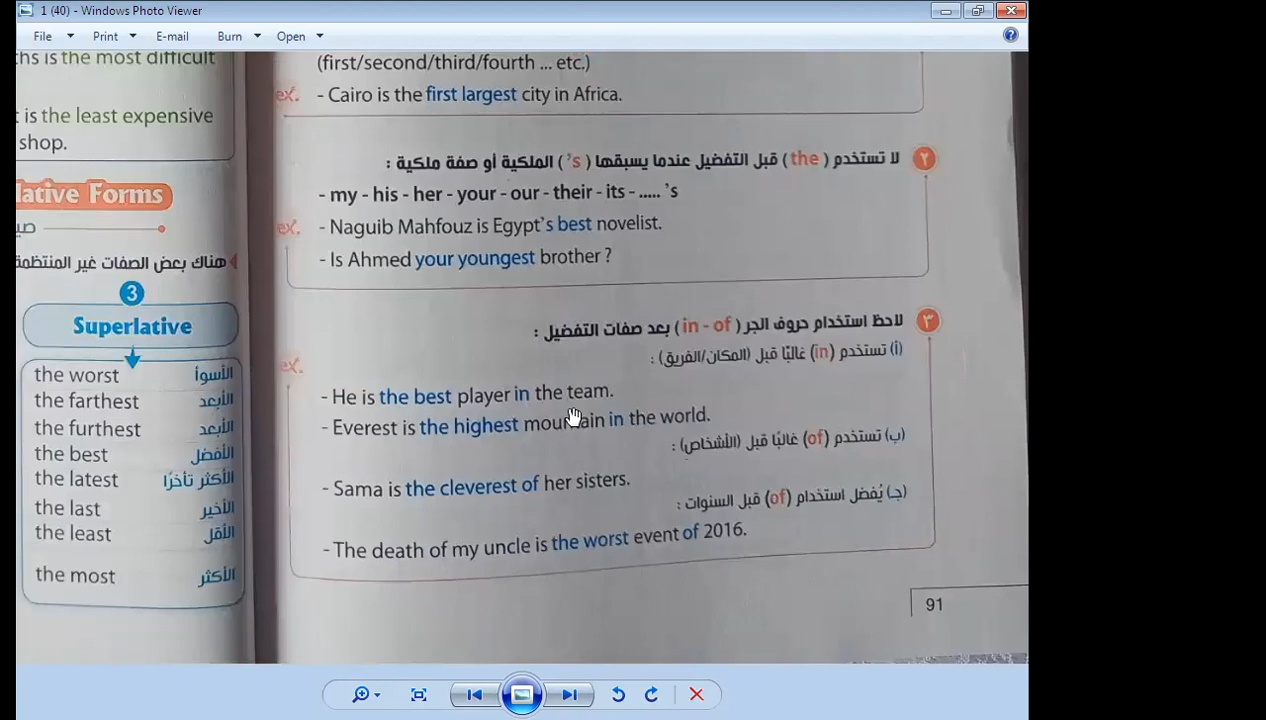 1 (40) - Windows Photo Viewer
File Print E-mail Burn Open
is the most difficult
t is the least expensive
shop.
ative Forms
هناك بعض الصفات غير المنتظمة
3
Superlative
the worst الأسوأ
the farthest الأبعد
the furthest الأبعد
the best الأفضل
the latest الأكثر تأخرًا
the last الأخير
the least الأقل
the most الأكثر
(first/second/third/fourth ... etc.)
ex. - Cairo is the first largest city in Africa.
٢ لا تستخدم (the) قبل التفضيل عندما يسبقها ('s) الملكية أو صفة ملكية :
- my - his - her - your - our - their - its - ..... 's
ex. - Naguib Mahfouz is Egypt's best novelist.
- Is Ahmed your youngest brother ?
٣ لاحظ استخدام حروف الجر (in - of) بعد صفات التفضيل :
(أ) تستخدم (in) غالبًا قبل (المكان/الفريق) :
ex.
- He is the best player in the team.
- Everest is the highest mountain in the world.
(ب) تستخدم (of) غالبًا قبل (الأشخاص) :
- Sama is the cleverest of her sisters.
(جـ) يُفضل استخدام (of) قبل السنوات :
- The death of my uncle is the worst event of 2016.
91